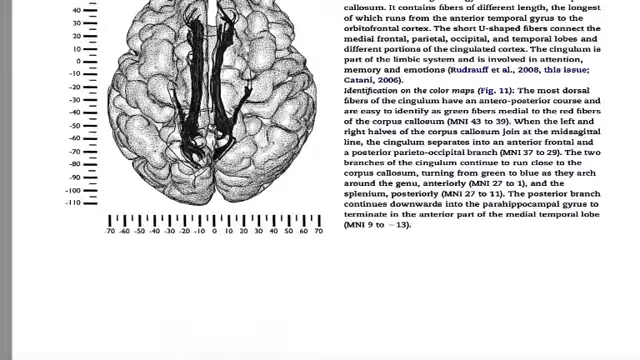 40
30
20
10
0
-10
-20
-30
-40
-50
-60
-70
-80
-90
-100
-110
-70 -60 -50 -40 -30 -20 -10 0 10 20 30 40 50 60 70
callosum. It contains fibers of different length, the longest
of which runs from the anterior temporal gyrus to the
orbitofrontal cortex. The short U-shaped fibers connect the
medial frontal, parietal, occipital, and temporal lobes and
different portions of the cingulated cortex. The cingulum is
part of the limbic system and is involved in attention,
memory and emotions (Rudrauff et al., 2008, this issue;
Catani, 2006).
Identification on the color maps (Fig. 11): The most dorsal
fibers of the cingulum have an antero-posterior course and
are easy to identify as green fibers medial to the red fibers
of the corpus callosum (MNI 43 to 39). When the left and
right halves of the corpus callosum join at the midsagittal
line, the cingulum separates into an anterior frontal and
a posterior parieto-occipital branch (MNI 37 to 29). The two
branches of the cingulum continue to run close to the
corpus callosum, turning from green to blue as they arch
around the genu, anteriorly (MNI 27 to 1), and the
splenium, posteriorly (MNI 27 to 11). The posterior branch
continues downwards into the parahippocampal gyrus to
terminate in the anterior part of the medial temporal lobe
(MNI 9 to −13).